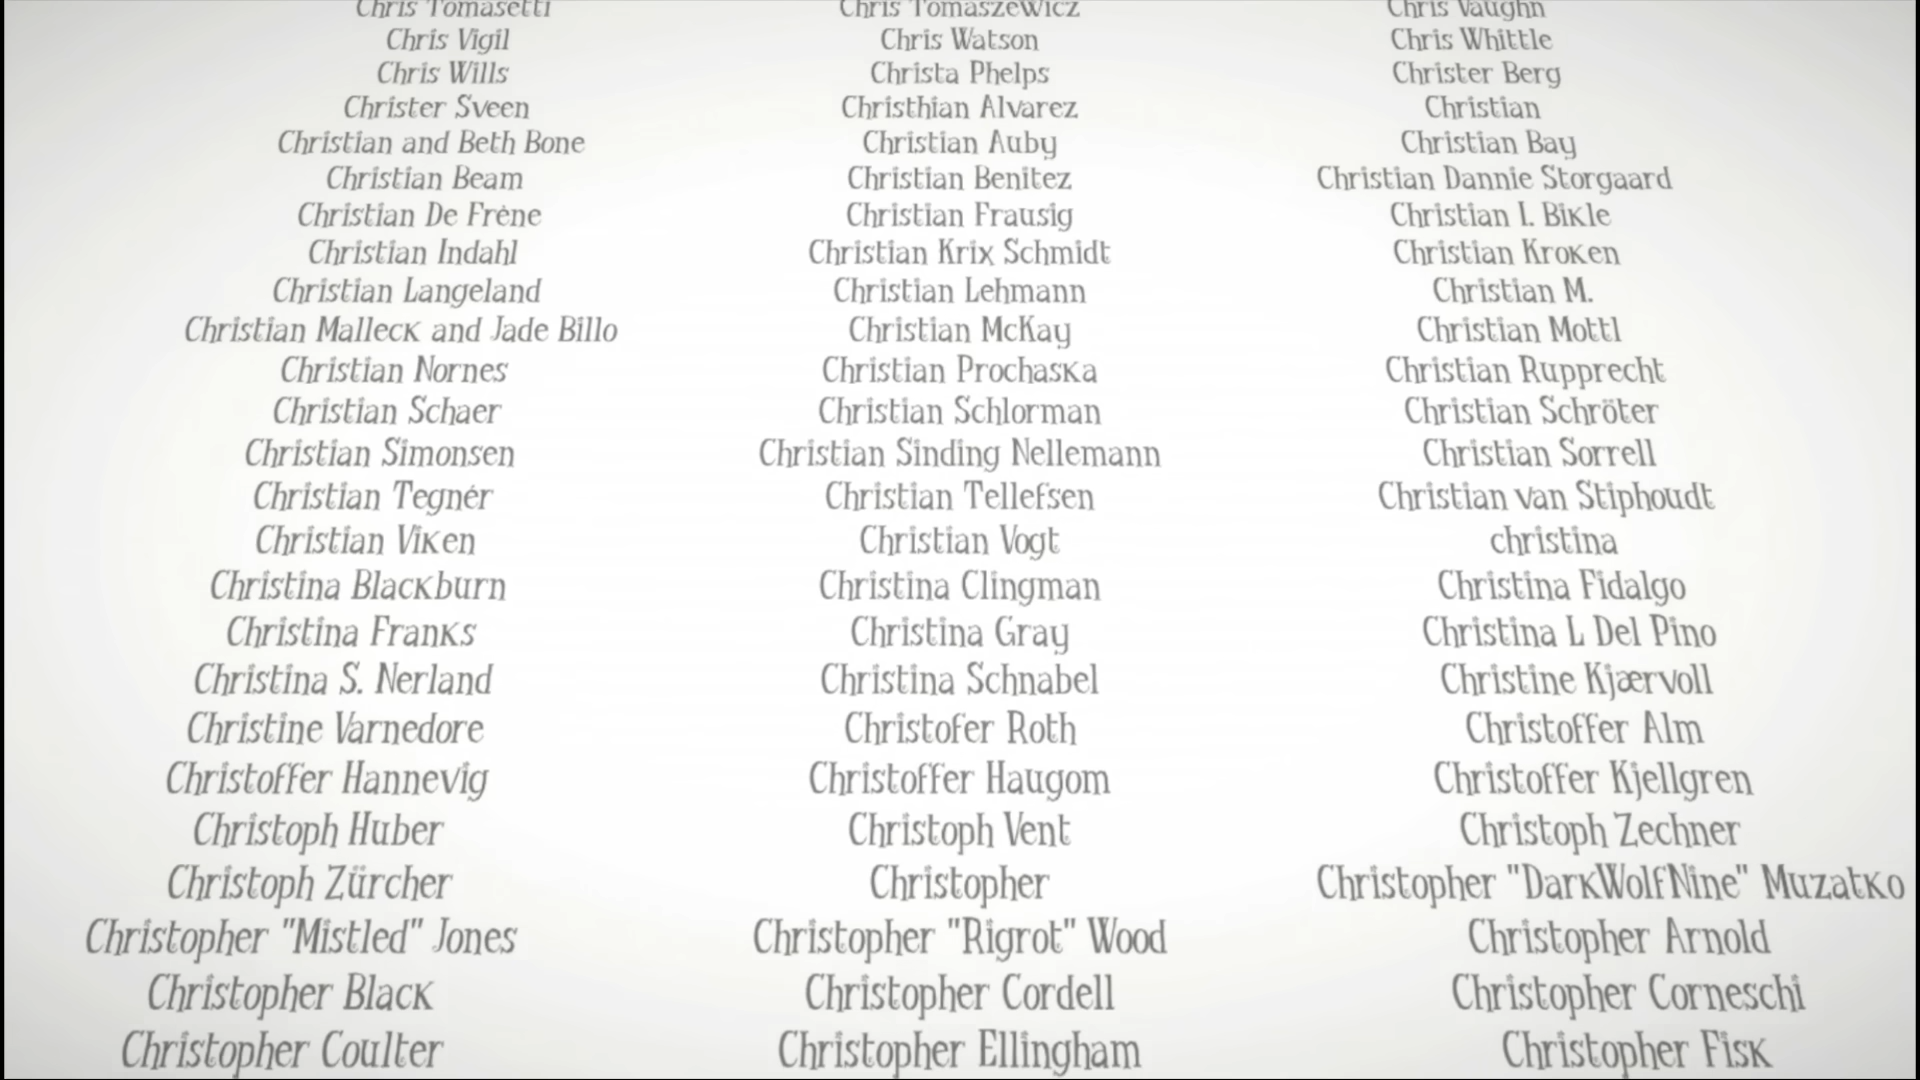 Chris Tomasetti Chris Tomaszewicz Chris Vaughn
Chris Vigil Chris Watson Chris Whittle
Chris Wills Christa Phelps Christer Berg
Christer Sveen Christhian Alvarez Christian
Christian and Beth Bone Christian Auby Christian Bay
Christian Beam Christian Benitez Christian Dannie Storgaard
Christian De Frène Christian Frausig Christian I. Bikle
Christian Indahl Christian Krix Schmidt Christian Kroken
Christian Langeland Christian Lehmann Christian M.
Christian Malleck and Jade Billo Christian McKay Christian Mottl
Christian Nornes Christian Prochaska Christian Rupprecht
Christian Schaer Christian Schlorman Christian Schröter
Christian Simonsen Christian Sinding Nellemann Christian Sorrell
Christian Tegnér Christian Tellefsen Christian van Stiphoudt
Christian Viken Christian Vogt christina
Christina Blackburn Christina Clingman Christina Fidalgo
Christina Franks Christina Gray Christina L Del Pino
Christina S. Nerland Christina Schnabel Christine Kjærvoll
Christine Varnedore Christofer Roth Christoffer Alm
Christoffer Hannevig Christoffer Haugom Christoffer Kjellgren
Christoph Huber Christoph Vent Christoph Zechner
Christoph Zürcher Christopher Christopher "DarkWolfNine" Muzatko
Christopher "Mistled" Jones Christopher "Rigrot" Wood Christopher Arnold
Christopher Black Christopher Cordell Christopher Corneschi
Christopher Coulter Christopher Ellingham Christopher Fisk